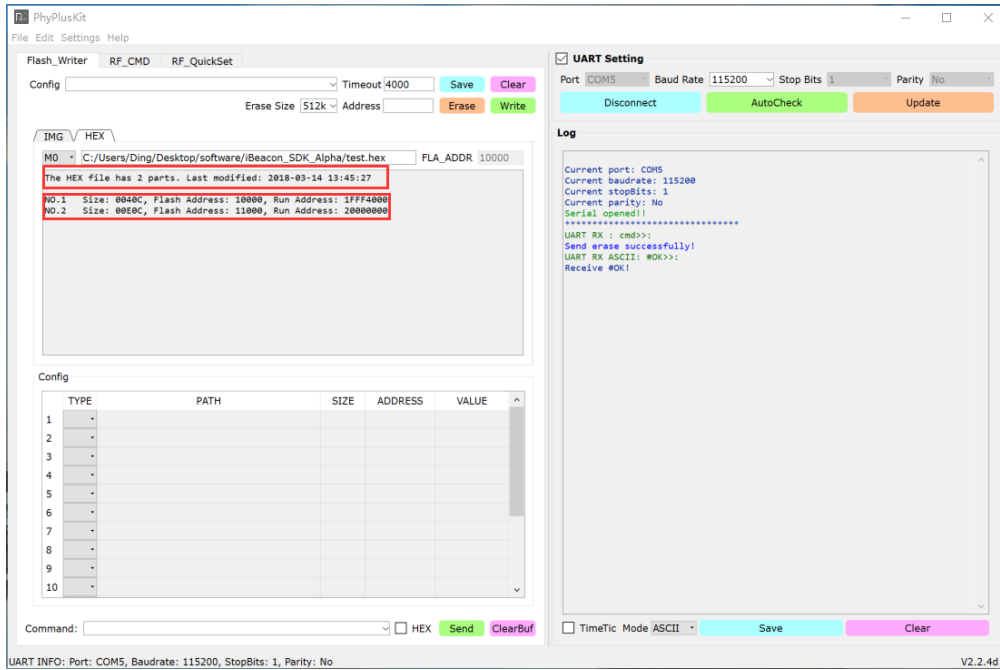 PhyPlusKit
File Edit Settings Help
Flash_Writer RF_CMD RF_QuickSet
Config Timeout 4000 Save Clear
Erase Size 512k Address Erase Write
IMG HEX
M0 C:/Users/Ding/Desktop/software/iBeacon_SDK_Alpha/test.hex FLA_ADDR 10000
The HEX file has 2 parts. Last modified: 2018-03-14 13:45:27
NO.1 Size: 0040C, Flash Address: 10000, Run Address: 1FFF4000
NO.2 Size: 00E0C, Flash Address: 11000, Run Address: 20000000
Config
TYPE PATH SIZE ADDRESS VALUE
1
2
3
4
5
6
7
8
9
10
Command: HEX Send ClearBuf
UART Setting
Port COM5 Baud Rate 115200 Stop Bits 1 Parity No
Disconnect AutoCheck Update
Log
Current port: COM5
Current baudrate: 115200
Current stopBits: 1
Current parity: No
Serial opened!!
********************************
UART RX : cmd>>:
Send erase successfully!
UART RX ASCII: #OK>>:
Receive #OK!
TimeTic Mode ASCII Save Clear
UART INFO: Port: COM5, Baudrate: 115200, StopBits: 1, Parity: No V2.2.4d